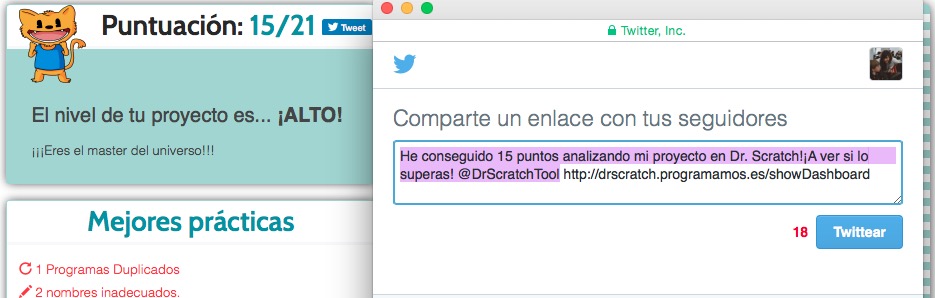 Puntuación: 15/21
Tweet
El nivel de tu proyecto es... ¡ALTO!
¡¡¡Eres el master del universo!!!
Mejores prácticas
1 Programas Duplicados
2 nombres inadecuados.
Twitter, Inc.
Comparte un enlace con tus seguidores
He conseguido 15 puntos analizando mi proyecto en Dr. Scratch!¡A ver si lo
superas! @DrScratchTool http://drscratch.programamos.es/showDashboard
18
Twittear